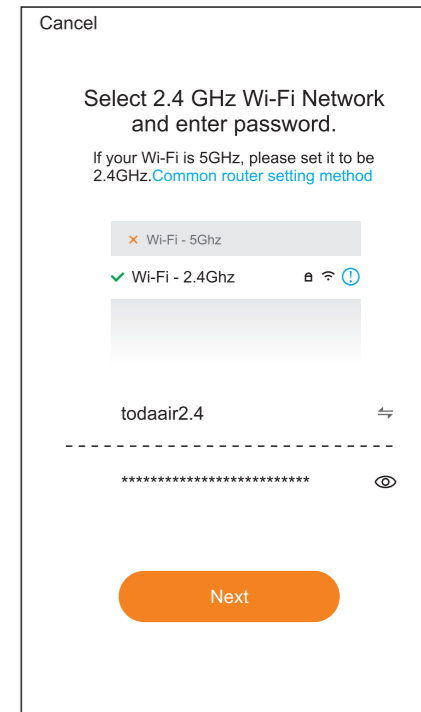 Cancel
Select 2.4 GHz Wi-Fi Network
and enter password.
If your Wi-Fi is 5GHz, please set it to be
2.4GHz.Common router setting method
Wi-Fi - 5Ghz
Wi-Fi - 2.4Ghz
todaair2.4
**************************
Next